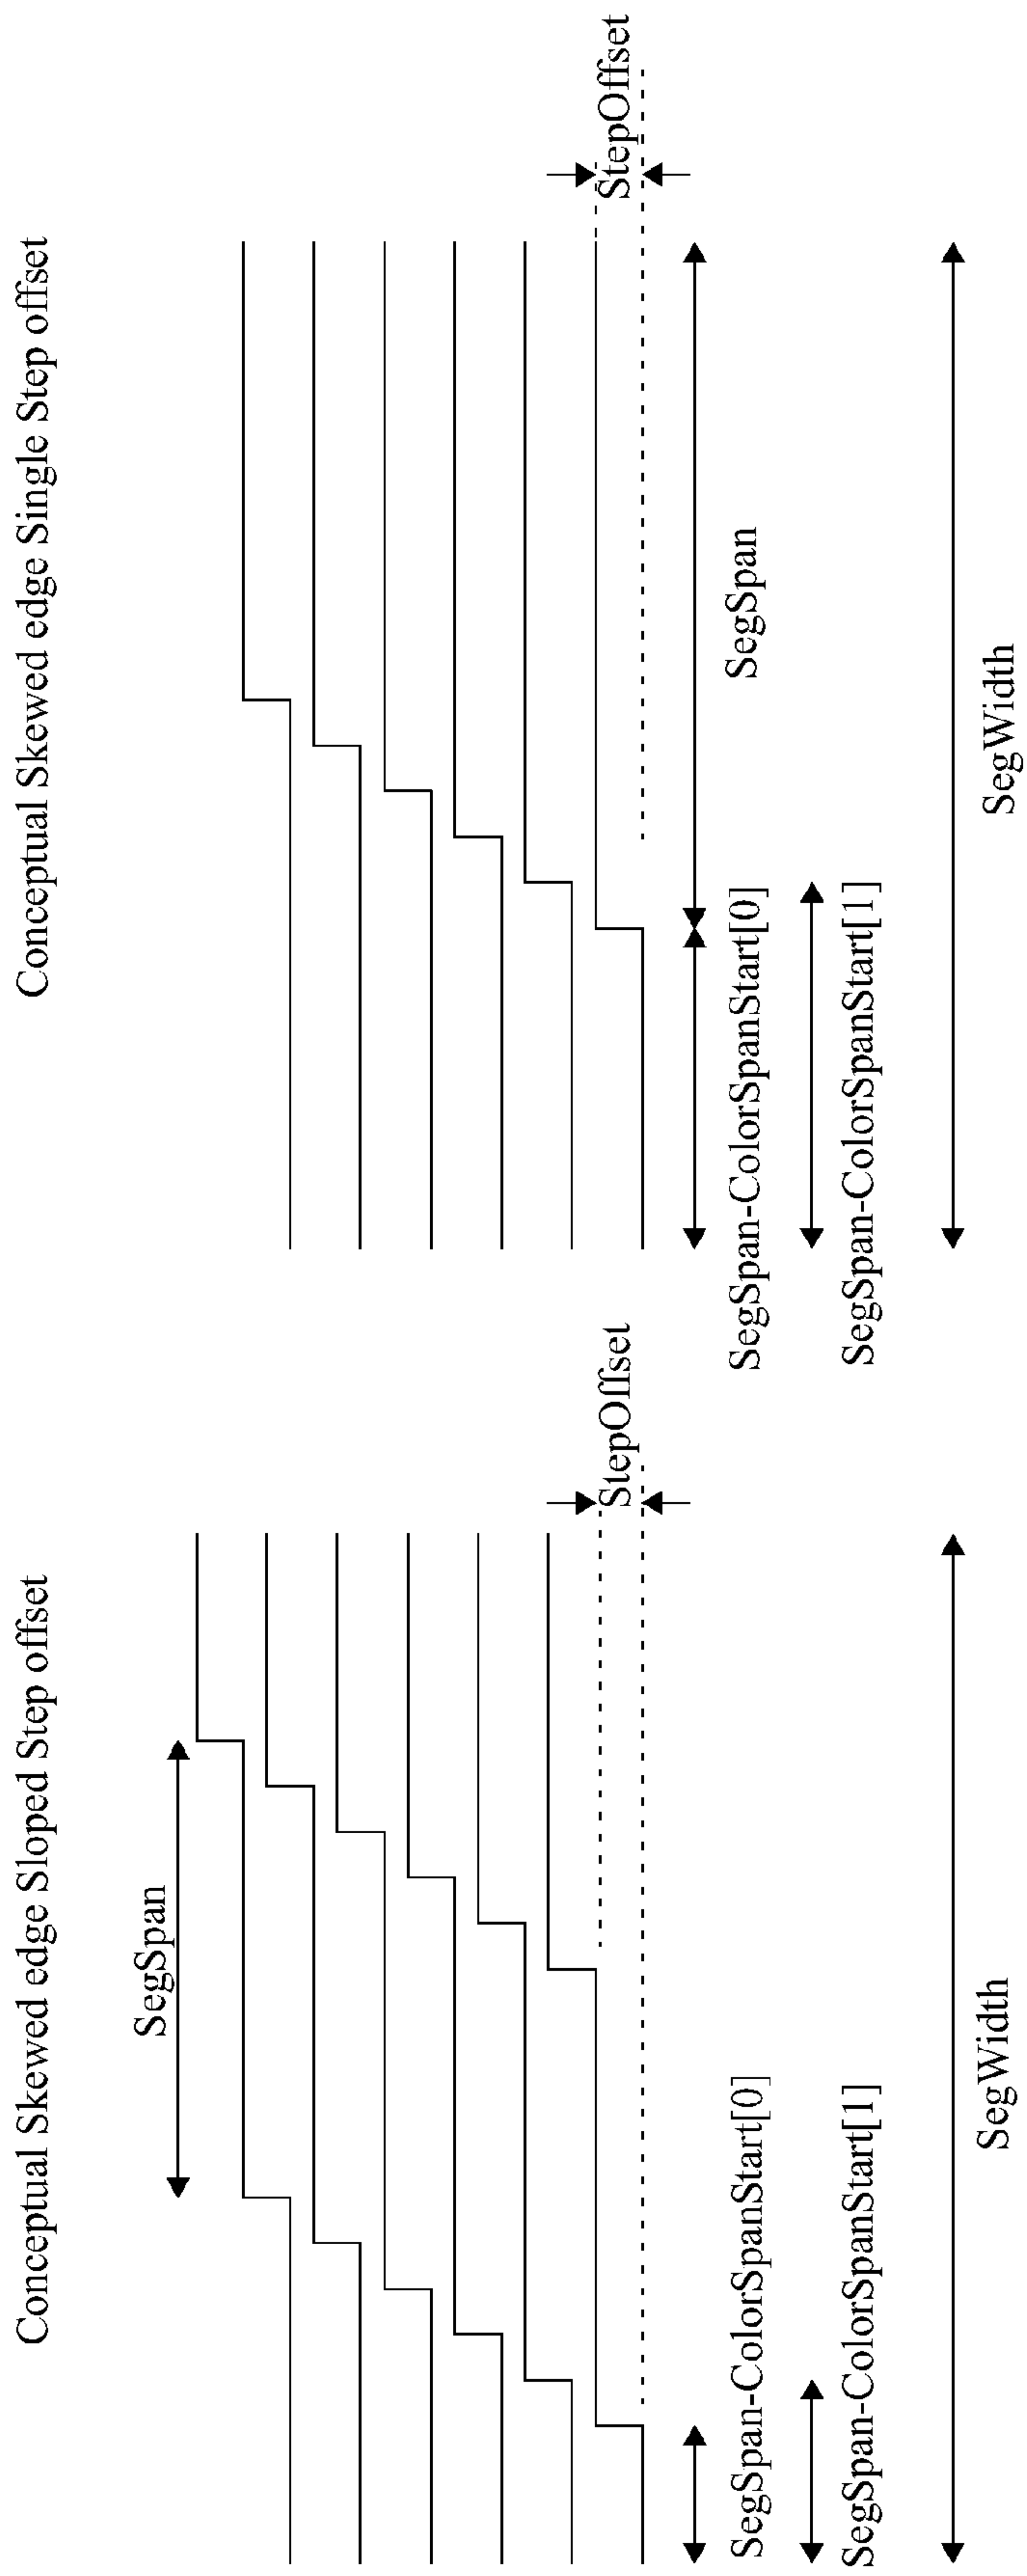 Conceptual Skewed edge Sloped Step offset
SegSpan
StepOffset
SegSpan-ColorSpanStart[0]
SegSpan-ColorSpanStart[1]
SegWidth
Conceptual Skewed edge Single Step offset
StepOffset
SegSpan
SegSpan-ColorSpanStart[0]
SegSpan-ColorSpanStart[1]
SegWidth